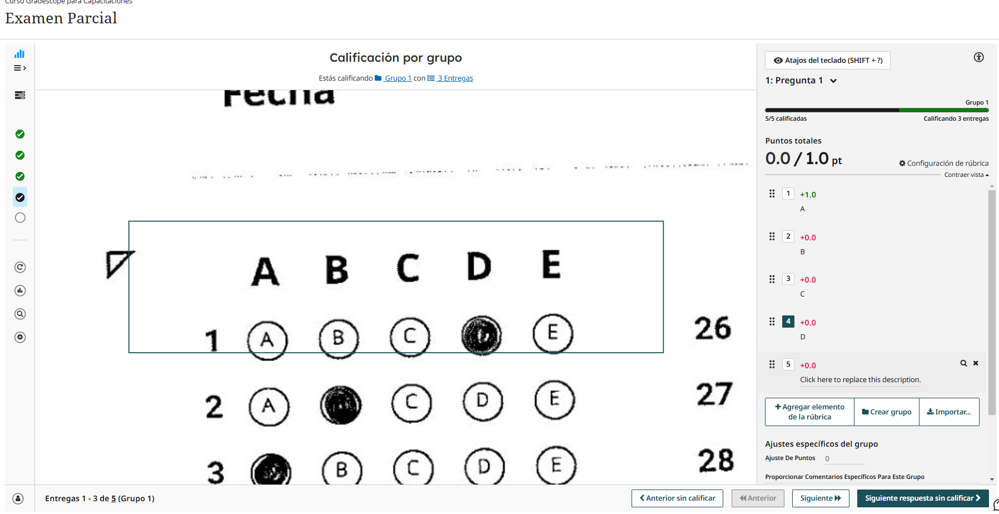 Curso Gradescope para Capacitaciones
Examen Parcial
Calificación por grupo
Estás calificando Grupo 1 con 3 Entregas
Fecha
A B C D E
1 A B C E 26
2 A C D E 27
3 B C D E 28
Atajos del teclado (SHIFT + ?)
1: Pregunta 1
Grupo 1
5/5 calificadas Calificando 3 entregas
Puntos totales
0.0 / 1.0 pt
Configuración de rúbrica
Contraer vista
1 +1.0
A
2 +0.0
B
3 +0.0
C
4 +0.0
D
5 +0.0
Click here to replace this description.
+ Agregar elemento
de la rúbrica
Crear grupo
Importar...
Ajustes específicos del grupo
Ajuste De Puntos 0
Proporcionar Comentarios Específicos Para Este Grupo
Entregas 1 - 3 de 5 (Grupo 1)
Anterior sin calificar
Anterior
Siguiente
Siguiente respuesta sin calificar